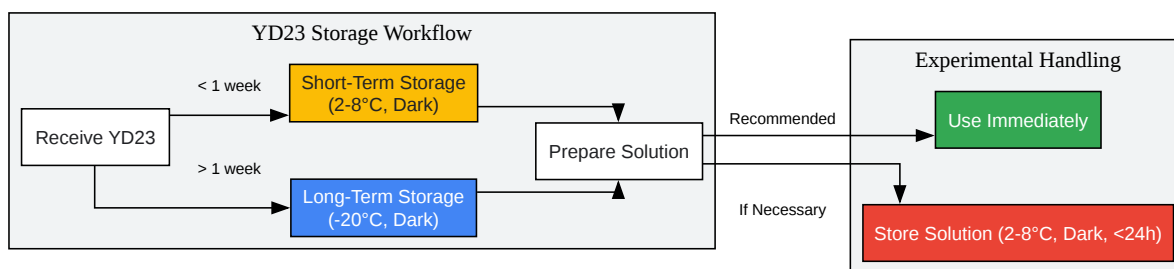 YD23 Storage Workflow
Receive YD23
< 1 week
Short-Term Storage
(2-8°C, Dark)
> 1 week
Long-Term Storage
(-20°C, Dark)
Prepare Solution
Recommended
If Necessary
Experimental Handling
Use Immediately
Store Solution (2-8°C, Dark, <24h)